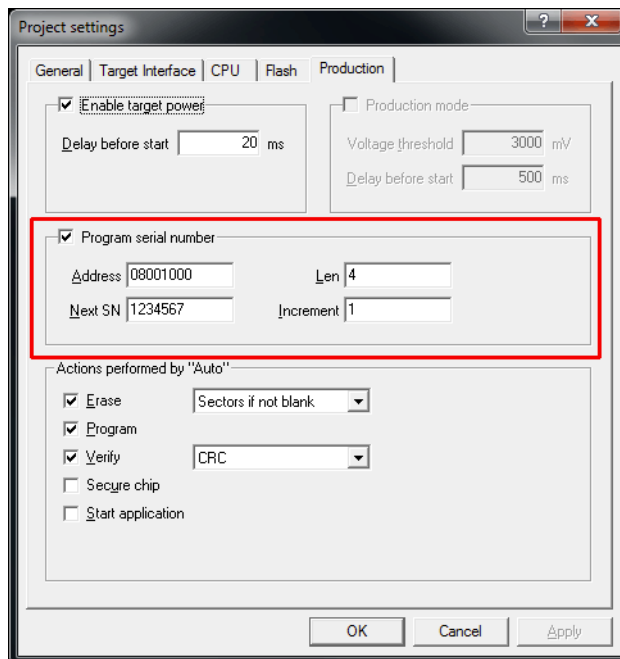 Project settings
General Target Interface CPU Flash Production
Enable target power
Delay before start 20 ms
Production mode
Voltage threshold 3000 mV
Delay before start 500 ms
Program serial number
Address 08001000 Len 4
Next SN 1234567 Increment 1
Actions performed by "Auto"
Erase Sectors if not blank
Program
Verify CRC
Secure chip
Start application
OK Cancel Apply